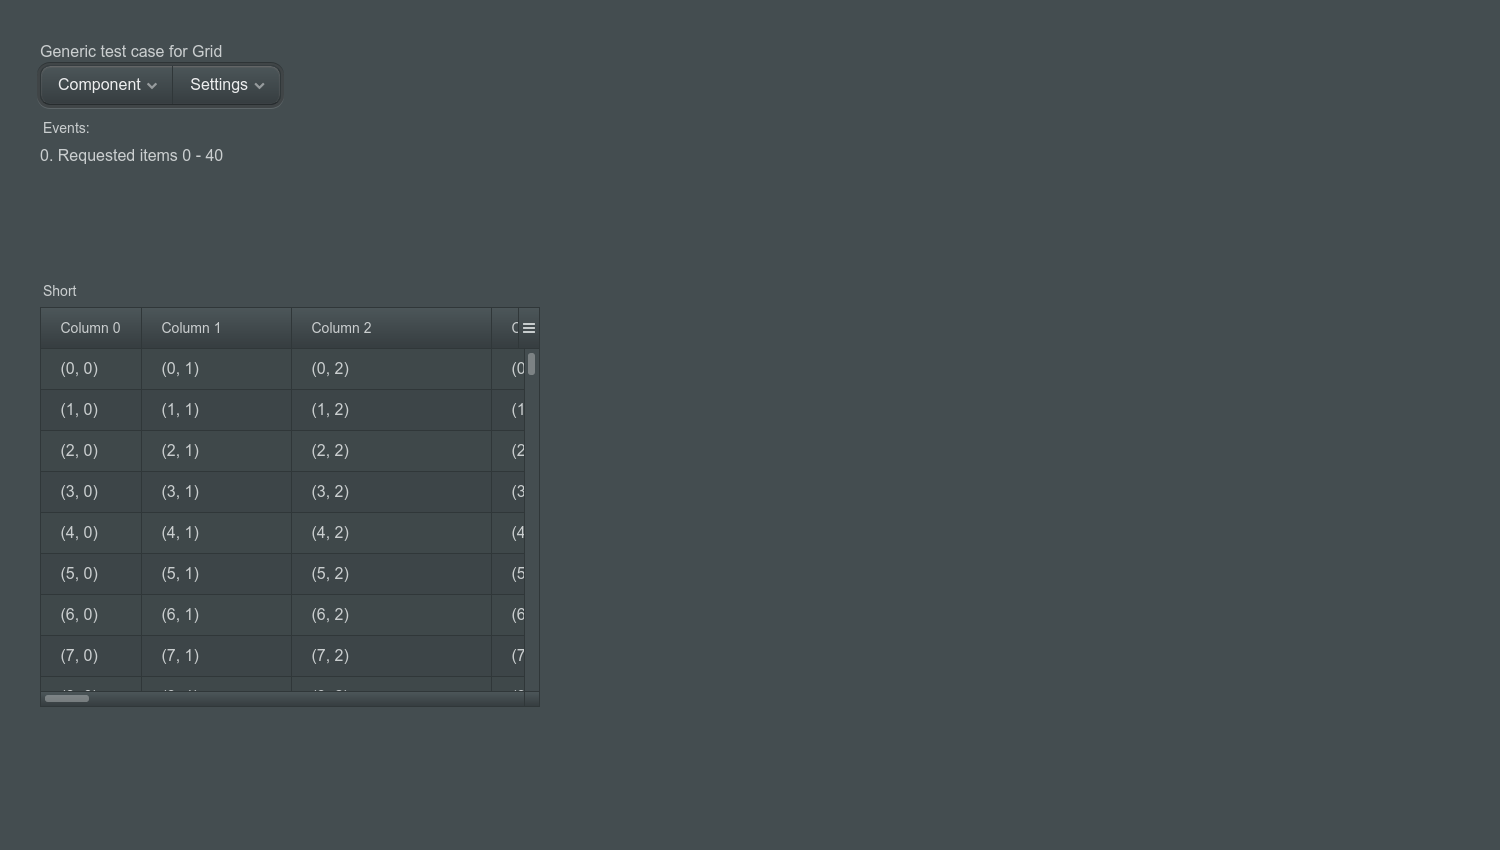 Generic test case for Grid
Component Settings
Events:
0. Requested items 0 - 40
Short
Column 0 Column 1 Column 2
(0, 0) (0, 1) (0, 2) (0
(1, 0) (1, 1) (1, 2) (1
(2, 0) (2, 1) (2, 2) (2
(3, 0) (3, 1) (3, 2) (3
(4, 0) (4, 1) (4, 2) (4
(5, 0) (5, 1) (5, 2) (5
(6, 0) (6, 1) (6, 2) (6
(7, 0) (7, 1) (7, 2) (7